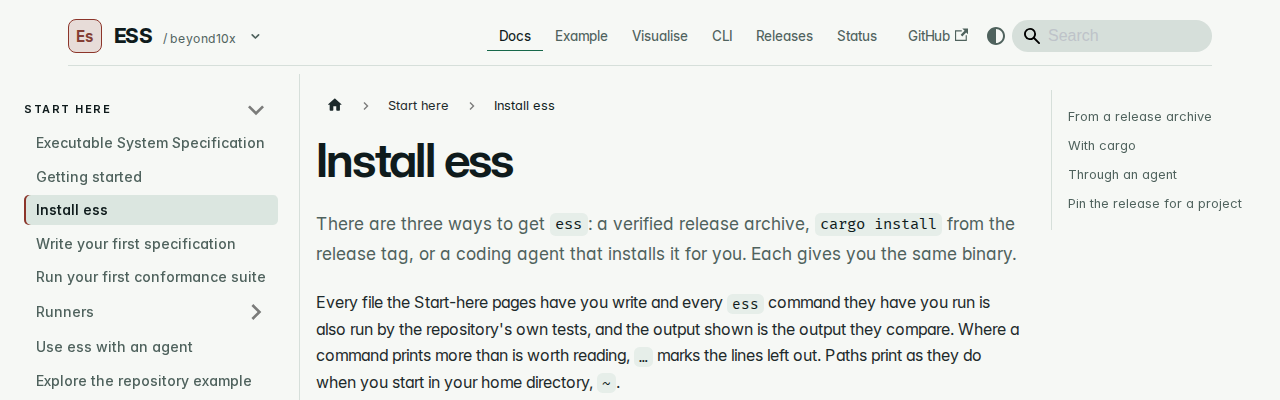 Es ESS / beyond10x
Docs Example Visualise CLI Releases Status GitHub Search
START HERE
Executable System Specification
Getting started
Install ess
Write your first specification
Run your first conformance suite
Runners
Use ess with an agent
Explore the repository example
Start here Install ess
Install ess
There are three ways to get ess: a verified release archive, cargo install from the
release tag, or a coding agent that installs it for you. Each gives you the same binary.
Every file the Start-here pages have you write and every ess command they have you run is
also run by the repository's own tests, and the output shown is the output they compare. Where a
command prints more than is worth reading, … marks the lines left out. Paths print as they do
when you start in your home directory, ~.
From a release archive
With cargo
Through an agent
Pin the release for a project